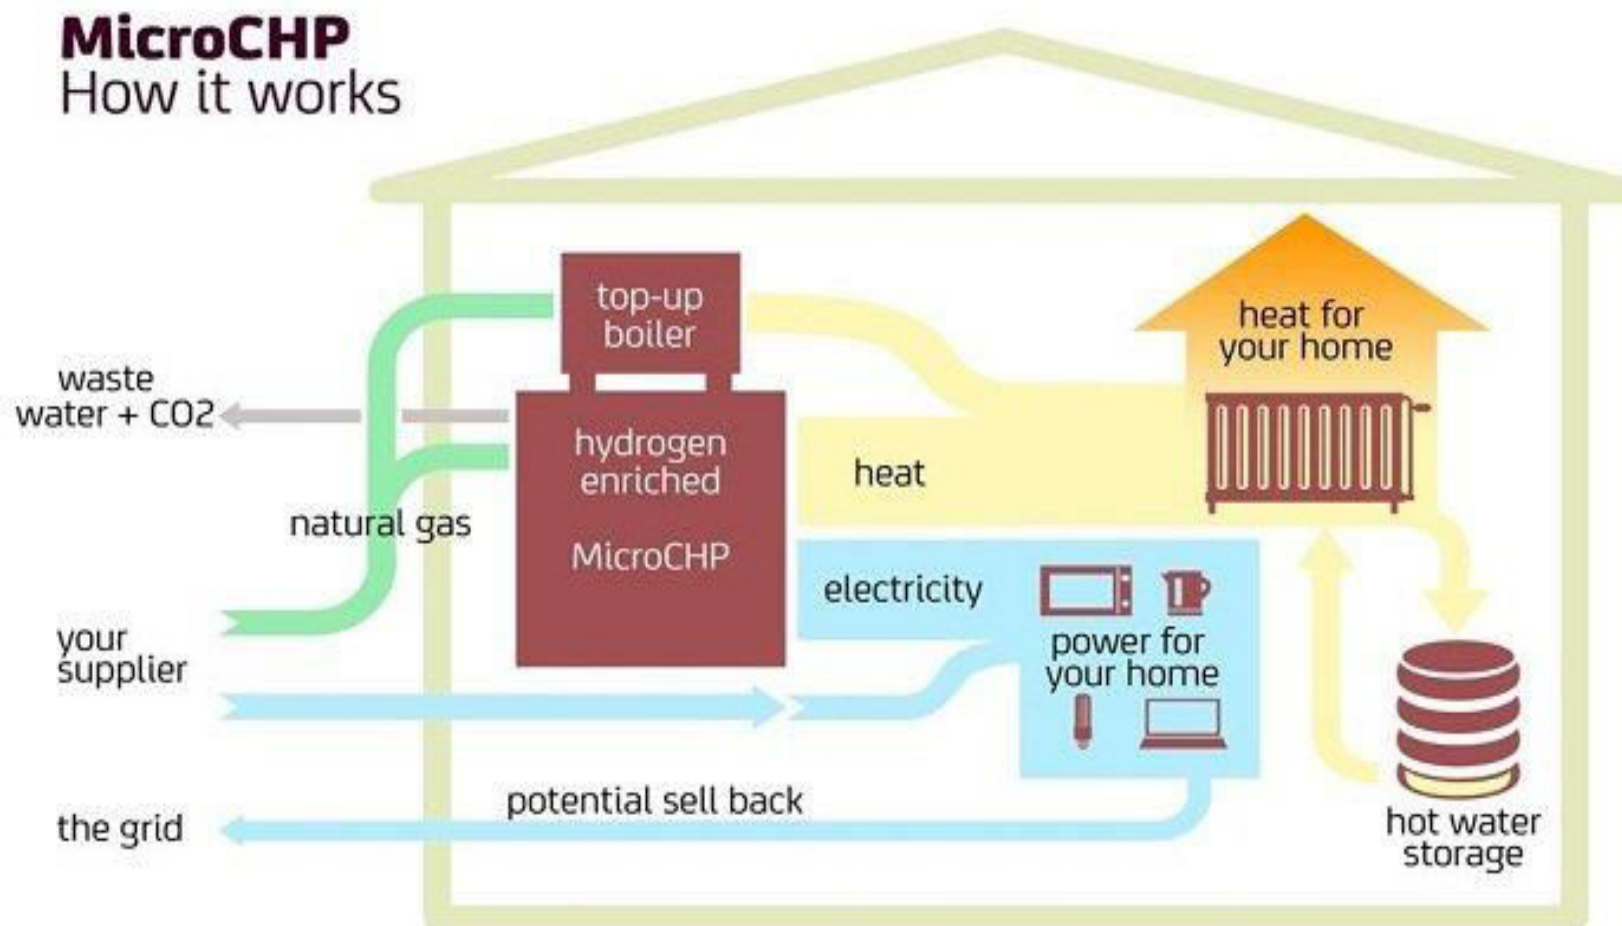 MicroCHP
How it works
top-up
boiler
heat for
your home
waste
water + CO2
hydrogen
enriched
MicroCHP
heat
natural gas
electricity
power for
your home
your
supplier
potential sell back
the grid
hot water
storage